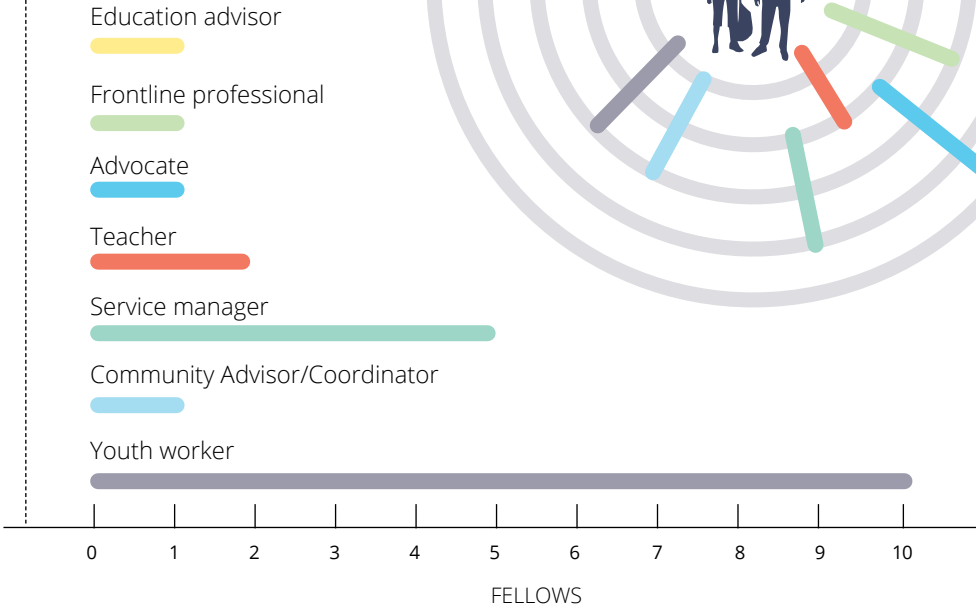 Education advisor
Frontline professional
Advocate
Teacher
Service manager
Community Advisor/Coordinator
Youth worker
0 1 2 3 4 5 6 7 8 9 10
FELLOWS